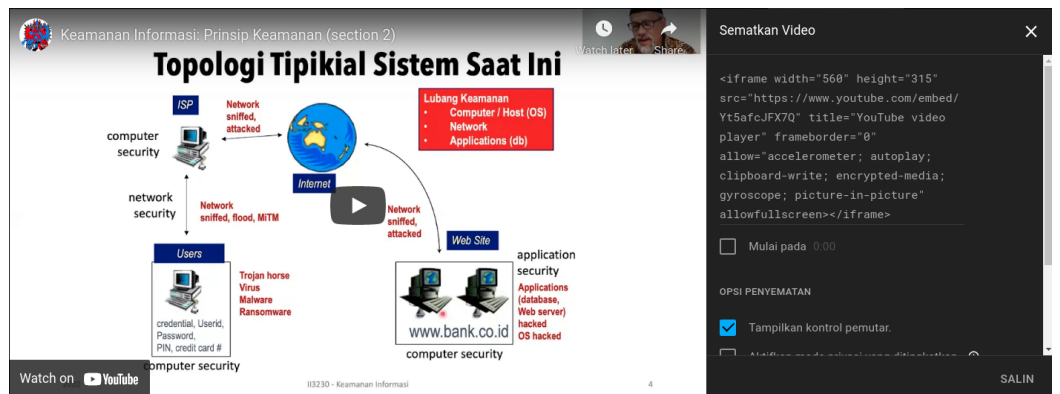 Keamanan Informasi: Prinsip Keamanan (section 2)
Watch later
Share
Topologi Tipikial Sistem Saat Ini
ISP
Network
sniffed,
attacked
computer
security
Lubang Keamanan
• Computer / Host (OS)
• Network
• Applications (db)
Internet
network
security
Network
sniffed, flood, MiTM
Network
sniffed,
attacked
Users
Trojan horse
Virus
Malware
Ransomware
credential, Userid,
Password,
PIN, credit card #
computer security
Web Site
application
security
Applications
(database,
Web server)
hacked
OS hacked
www.bank.co.id
computer security
Watch on YouTube
II3230 - Keamanan Informasi
4
Sematkan Video
<iframe width="560" height="315"
src="https://www.youtube.com/embed/
Yt5afcJFX7Q" title="YouTube video
player" frameborder="0"
allow="accelerometer; autoplay;
clipboard-write; encrypted-media;
gyroscope; picture-in-picture"
allowfullscreen></iframe>
Mulai pada 0:00
OPSI PENYEMATAN
Tampilkan kontrol pemutar.
Aktifkan mode privasi yang ditingkatkan.
SALIN